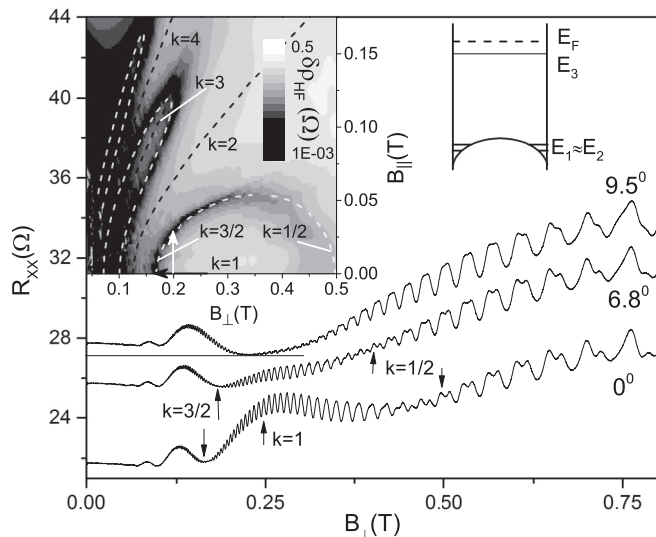 44
40
36
32
28
24
R_XX(Ω)
0.00
0.25
0.50
0.75
B_⊥(T)
k=4
k=3
k=2
k=3/2
k=1/2
k=1
0.5
δρ_HF (Ω)
1E-03
0.15
0.10
0.05
0.00
B_||(T)
0.1
0.2
0.3
0.4
0.5
B_⊥(T)
E_F
E_3
E_1≈E_2
9.5⁰
6.8⁰
0⁰
k=3/2
k=1
k=1/2